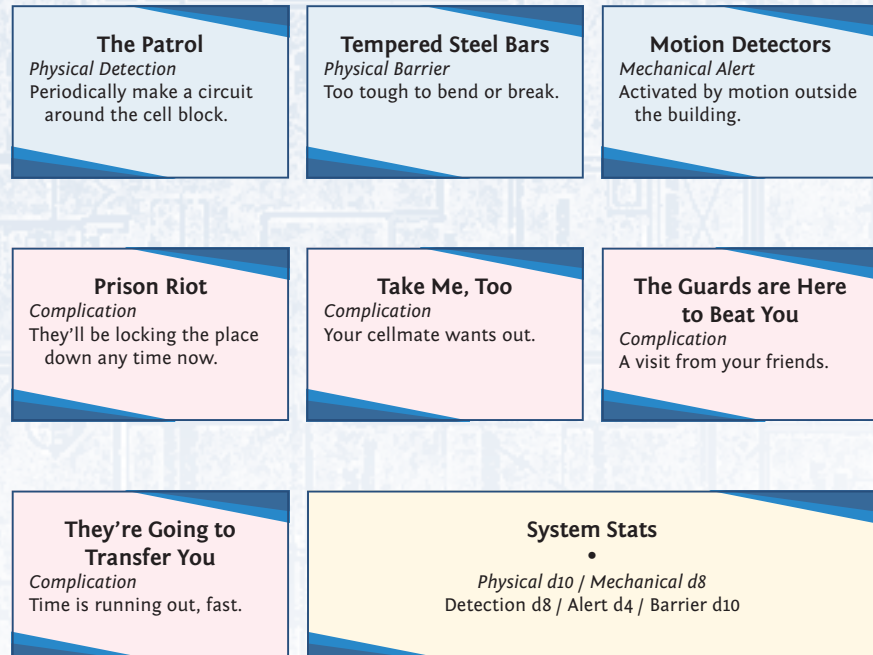 The Patrol
Physical Detection
Periodically make a circuit
around the cell block.
Tempered Steel Bars
Physical Barrier
Too tough to bend or break.
Motion Detectors
Mechanical Alert
Activated by motion outside
the building.
Prison Riot
Complication
They’ll be locking the place
down any time now.
Take Me, Too
Complication
Your cellmate wants out.
The Guards are Here
to Beat You
Complication
A visit from your friends.
They’re Going to
Transfer You
Complication
Time is running out, fast.
System Stats
•
Physical d10 / Mechanical d8
Detection d8 / Alert d4 / Barrier d10